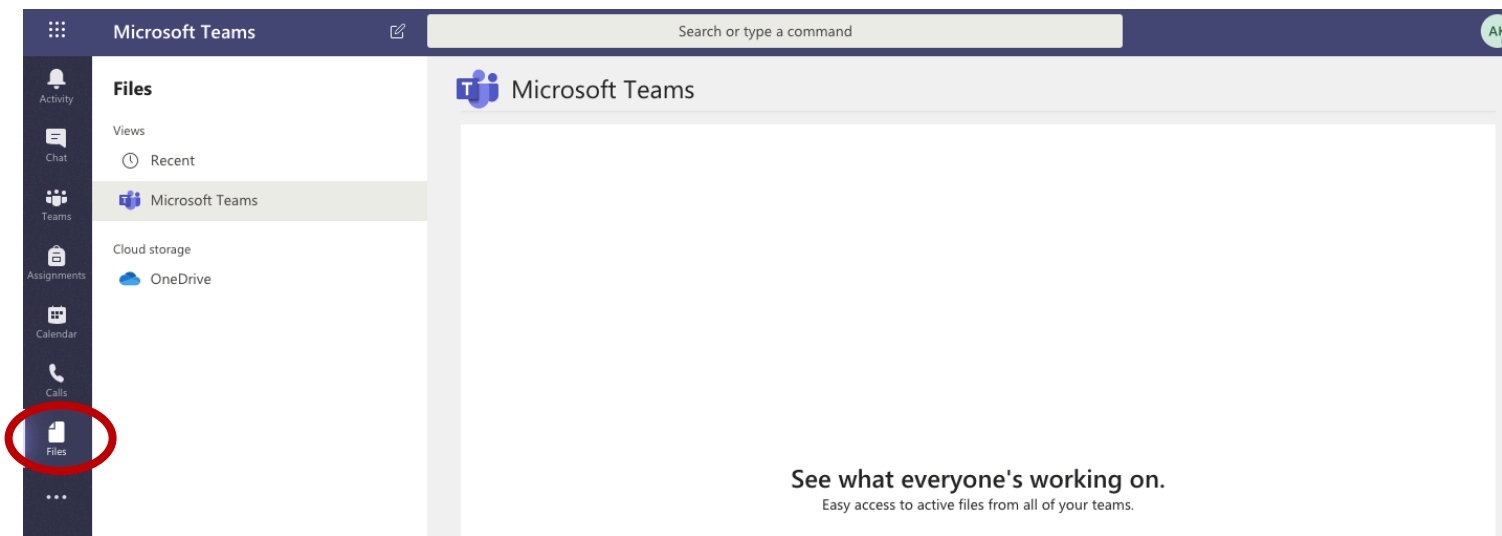 Microsoft Teams
Search or type a command
AK
Activity
Chat
Teams
Assignments
Calendar
Calls
Files
Files
Views
Recent
Microsoft Teams
Cloud storage
OneDrive
Microsoft Teams
See what everyone's working on.
Easy access to active files from all of your teams.